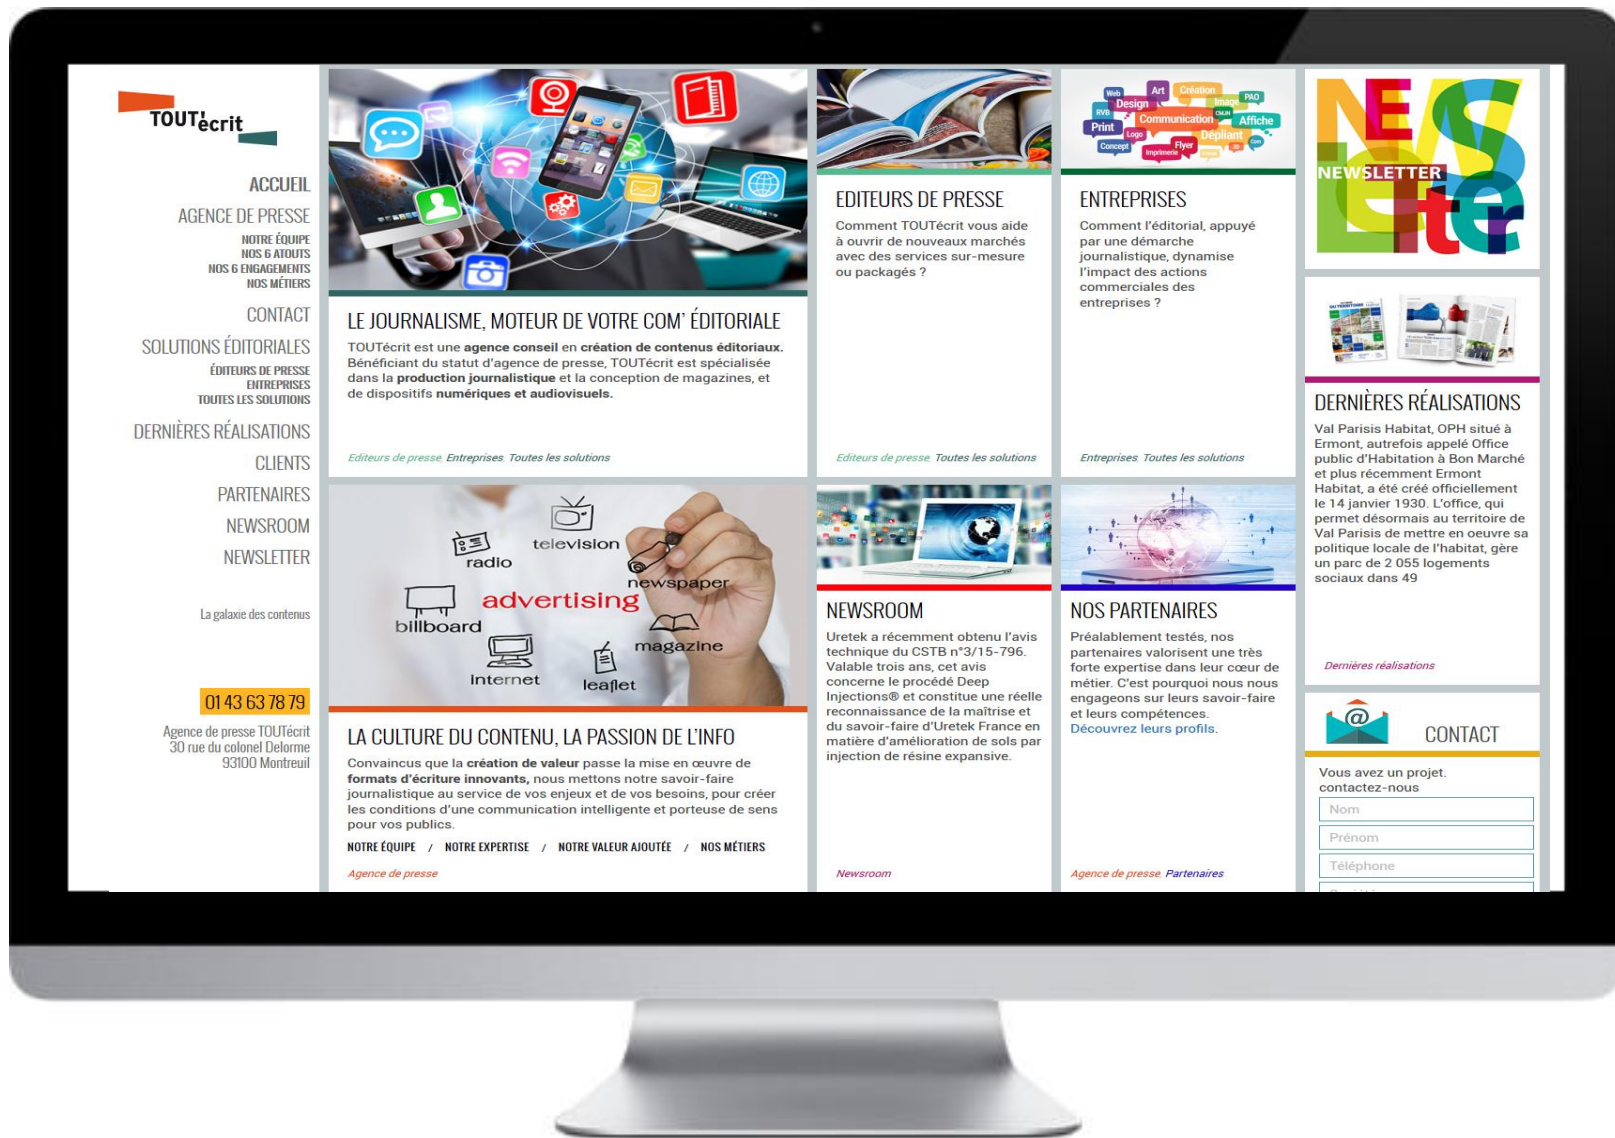 TOUT'écrit
ACCUEIL
AGENCE DE PRESSE
NOTRE ÉQUIPE
NOS 6 ATOUTS
NOS 6 ENGAGEMENTS
NOS MÉTIERS
CONTACT
SOLUTIONS ÉDITORIALES
ÉDITEURS DE PRESSE
ENTREPRISES
TOUTES LES SOLUTIONS
DERNIÈRES RÉALISATIONS
CLIENTS
PARTENAIRES
NEWSROOM
NEWSLETTER
La galaxie des contenus
01 43 63 78 79
Agence de presse TOUTécrit
30 rue du colonel Delorme
93100 Montreuil
LE JOURNALISME, MOTEUR DE VOTRE COM' ÉDITORIALE
TOUTécrit est une agence conseil en création de contenus éditoriaux.
Bénéficiant du statut d'agence de presse, TOUTécrit est spécialisée
dans la production journalistique et la conception de magazines, et
de dispositifs numériques et audiovisuels.
Editeurs de presse, Entreprises, Toutes les solutions
EDITEURS DE PRESSE
Comment TOUTécrit vous aide
à ouvrir de nouveaux marchés
avec des services sur-mesure
ou packagés ?
Editeurs de presse, Toutes les solutions
Web
Art
Création
PAO
RVB
Design
Image
Print
Logo
Communication
CMJN
Affiche
Concept
Imprimerie
Flyer
Dépliant
3D
Com
ENTREPRISES
Comment l'éditorial, appuyé
par une démarche
journalistique, dynamise
l'impact des actions
commerciales des
entreprises ?
Entreprises, Toutes les solutions
NEWS
Letter
NEWSLETTER
DERNIÈRES RÉALISATIONS
Val Parisis Habitat, OPH situé à
Ermont, autrefois appelé Office
public d'Habitation à Bon Marché
et plus récemment Ermont
Habitat, a été créé officiellement
le 14 janvier 1930. L'office, qui
permet désormais au territoire de
Val Parisis de mettre en oeuvre sa
politique locale de l'habitat, gère
un parc de 2 055 logements
sociaux dans 49
Dernières réalisations
television
radio
newspaper
advertising
billboard
magazine
internet
leaflet
LA CULTURE DU CONTENU, LA PASSION DE L'INFO
Convaincus que la création de valeur passe la mise en œuvre de
formats d'écriture innovants, nous mettons notre savoir-faire
journalistique au service de vos enjeux et de vos besoins, pour créer
les conditions d'une communication intelligente et porteuse de sens
pour vos publics.
NOTRE ÉQUIPE / NOTRE EXPERTISE / NOTRE VALEUR AJOUTÉE / NOS MÉTIERS
Agence de presse
NEWSROOM
Uretek a récemment obtenu l'avis
technique du CSTB n°3/15-796.
Valable trois ans, cet avis
concerne le procédé Deep
Injections® et constitue une réelle
reconnaissance de la maîtrise et
du savoir-faire d'Uretek France en
matière d'amélioration de sols par
injection de résine expansive.
Newsroom
NOS PARTENAIRES
Préalablement testés, nos
partenaires valorisent une très
forte expertise dans leur cœur de
métier. C'est pourquoi nous nous
engageons sur leurs savoir-faire
et leurs compétences.
Découvrez leurs profils.
Agence de presse, Partenaires
@
CONTACT
Vous avez un projet.
contactez-nous
Nom
Prénom
Téléphone